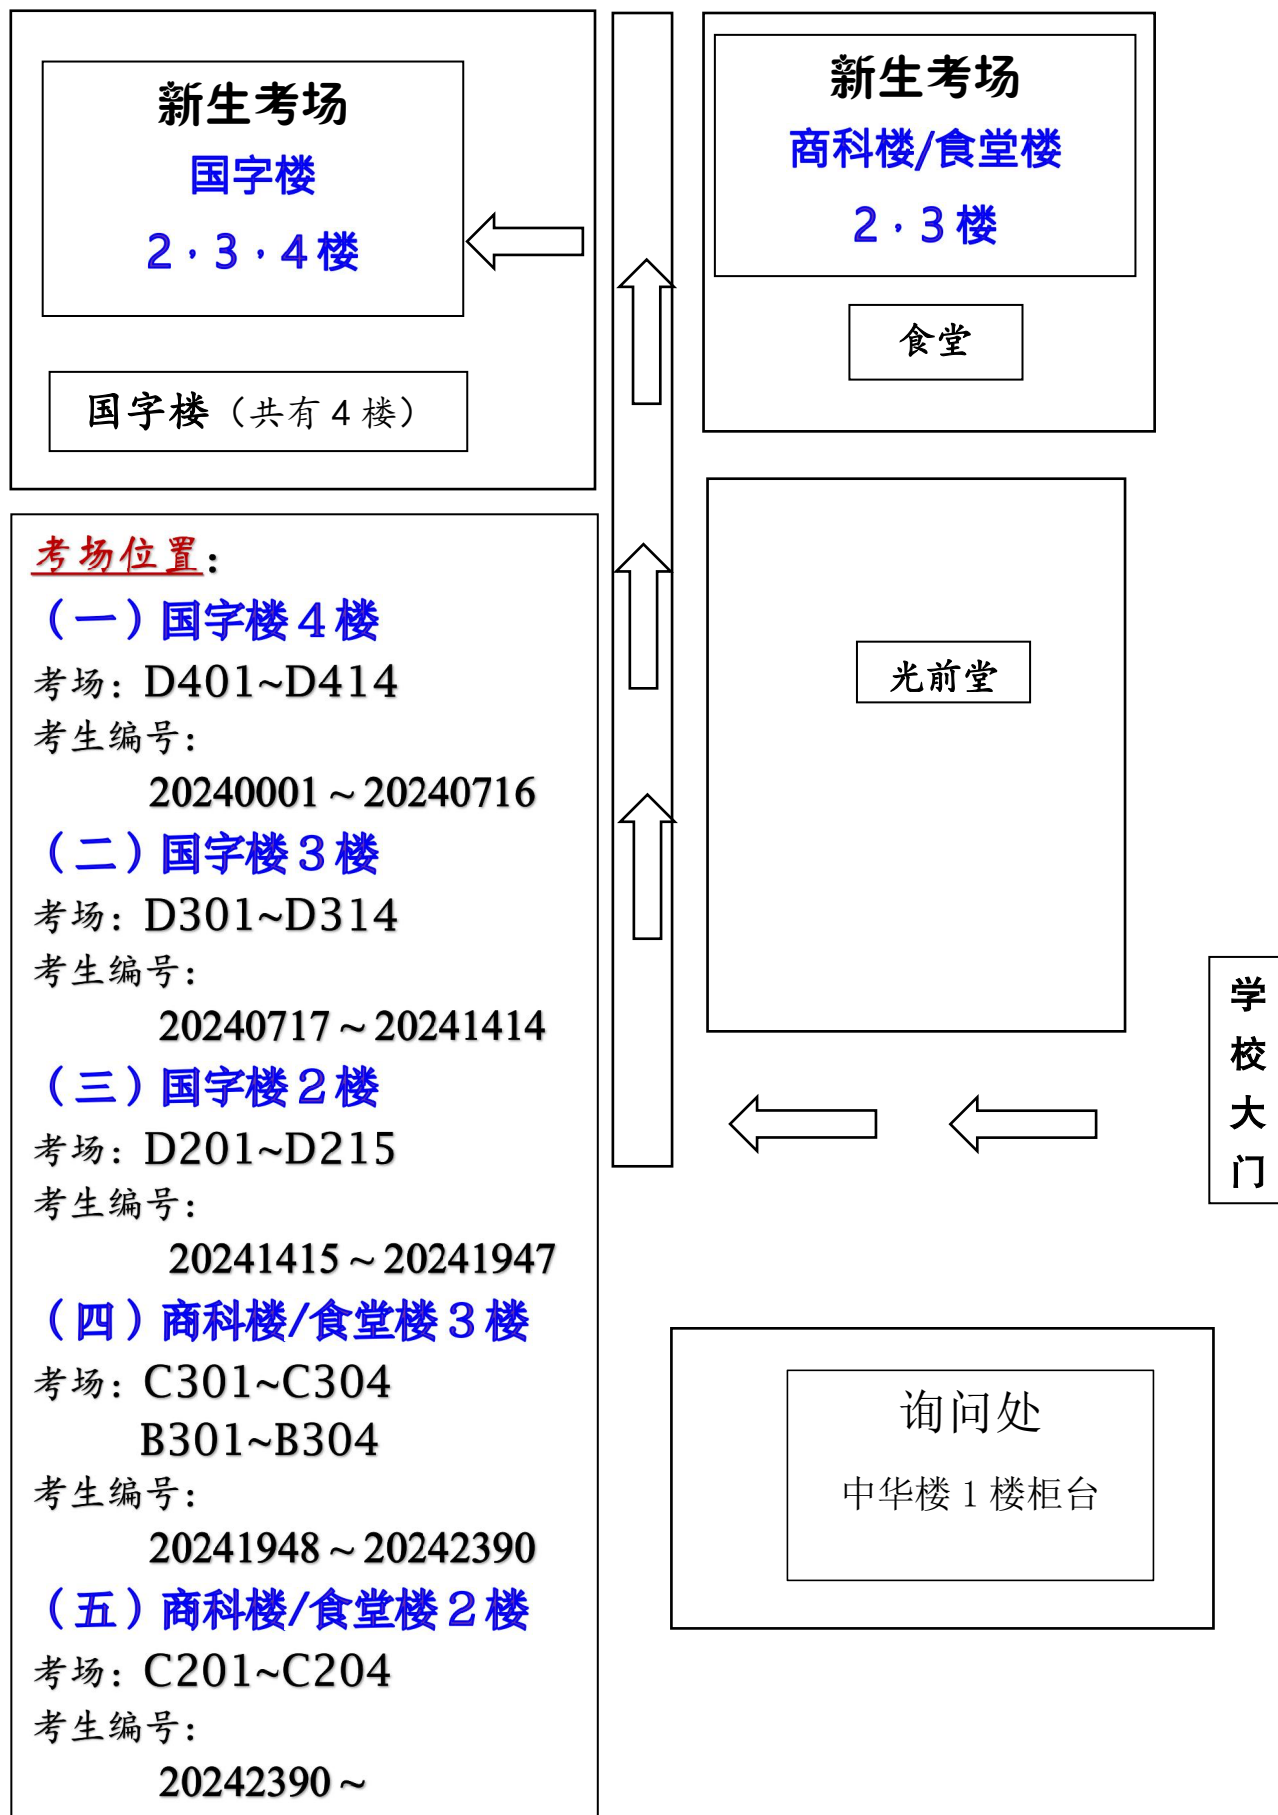 新生考场
国字楼
2，3，4楼
国字楼（共有 4 楼）
新生考场
商科楼/食堂楼
2，3楼
食堂
考场位置：
（一）国字楼4楼
考场：D401~D414
考生编号：
20240001 ~ 20240716
（二）国字楼3楼
考场：D301~D314
考生编号：
20240717 ~ 20241414
（三）国字楼2楼
考场：D201~D215
考生编号：
20241415 ~ 20241947
（四）商科楼/食堂楼3楼
考场：C301~C304
B301~B304
考生编号：
20241948 ~ 20242390
（五）商科楼/食堂楼2楼
考场：C201~C204
考生编号：
20242390 ~
光前堂
学校大门
询问处
中华楼 1 楼柜台